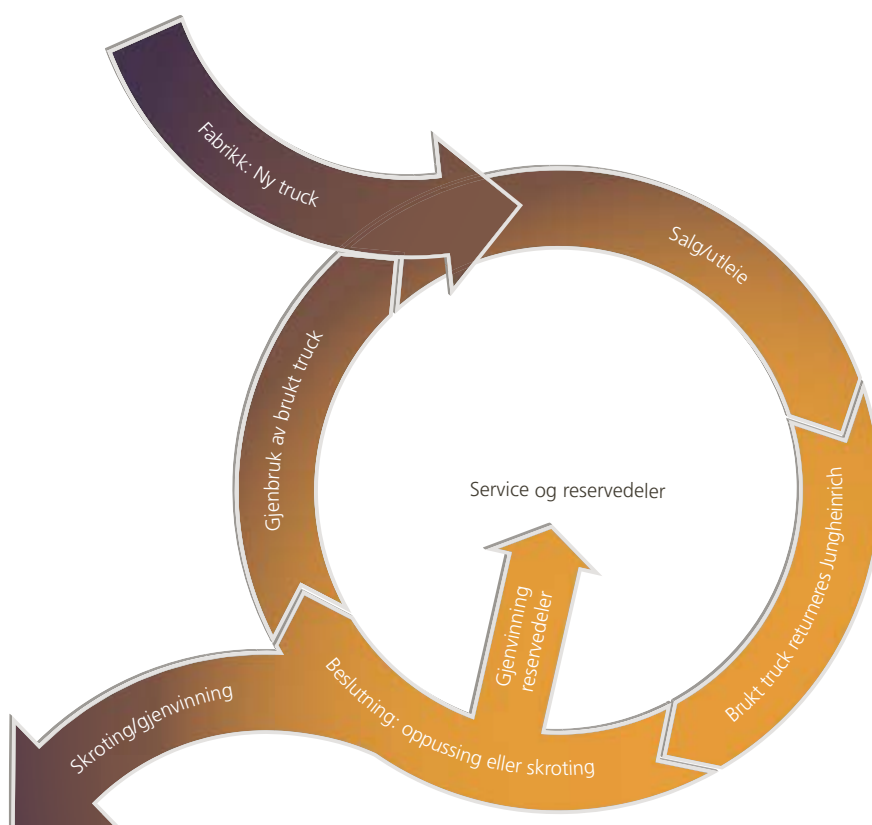 Fabrikk: Ny truck
Salg/utleie
Brukt truck returneres Jungheinrich
Beslutning: oppussing eller skroting
Gjenvinning
reservedeler
Service og reservedeler
Gjenbruk av brukt truck
Skroting/gjenvinning